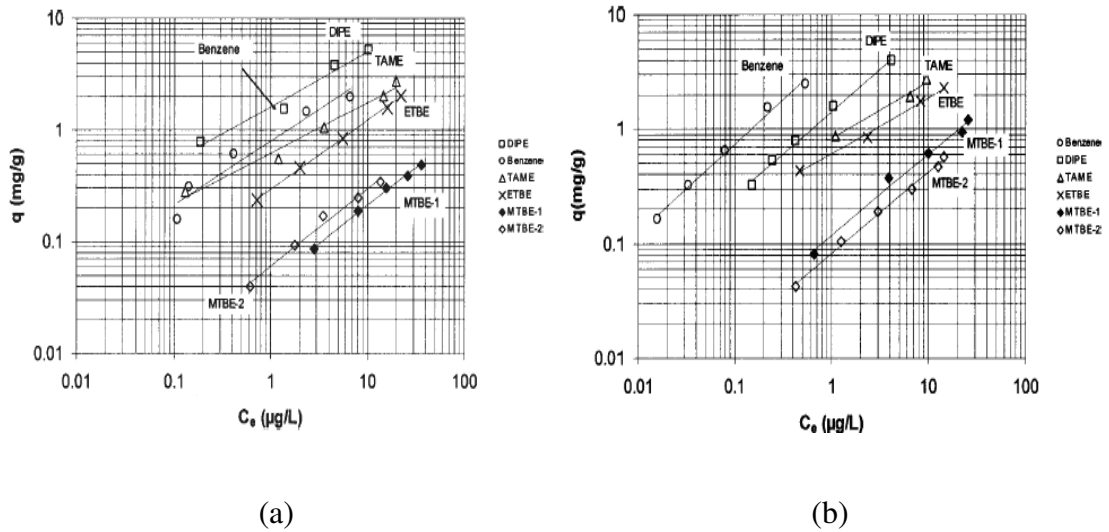 10
1
0.1
0.01
q (mg/g)
0.01 0.1 1 10 100
Cₑ (µg/L)
Benzene
DIPE
TAME
ETBE
MTBE-1
MTBE-2
DIPE
Benzene
TAME
ETBE
MTBE-1
MTBE-2
(a)
10
1
0.1
0.01
q(mg/g)
0.01 0.1 1 10 100
Cₑ (µg/L)
Benzene
DIPE
TAME
ETBE
MTBE-1
MTBE-2
Benzene
DIPE
TAME
ETBE
MTBE-1
MTBE-2
(b)